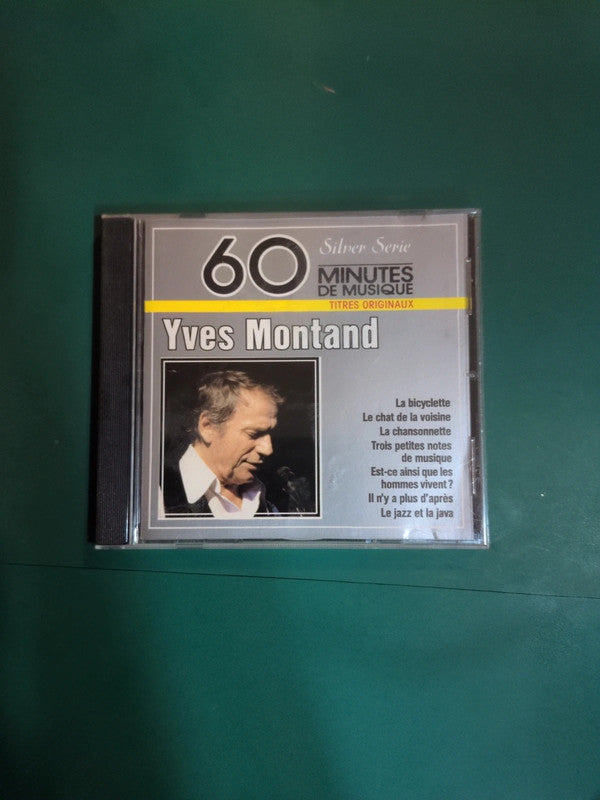 60
Silver Serie
MINUTES
DE MUSIQUE
TITRES ORIGINAUX
Yves Montand
La bicyclette
Le chat de la voisine
La chansonnette
Trois petites notes
de musique
Est-ce ainsi que les
hommes vivent?
Il n'y a plus d'après
Le jazz et la java